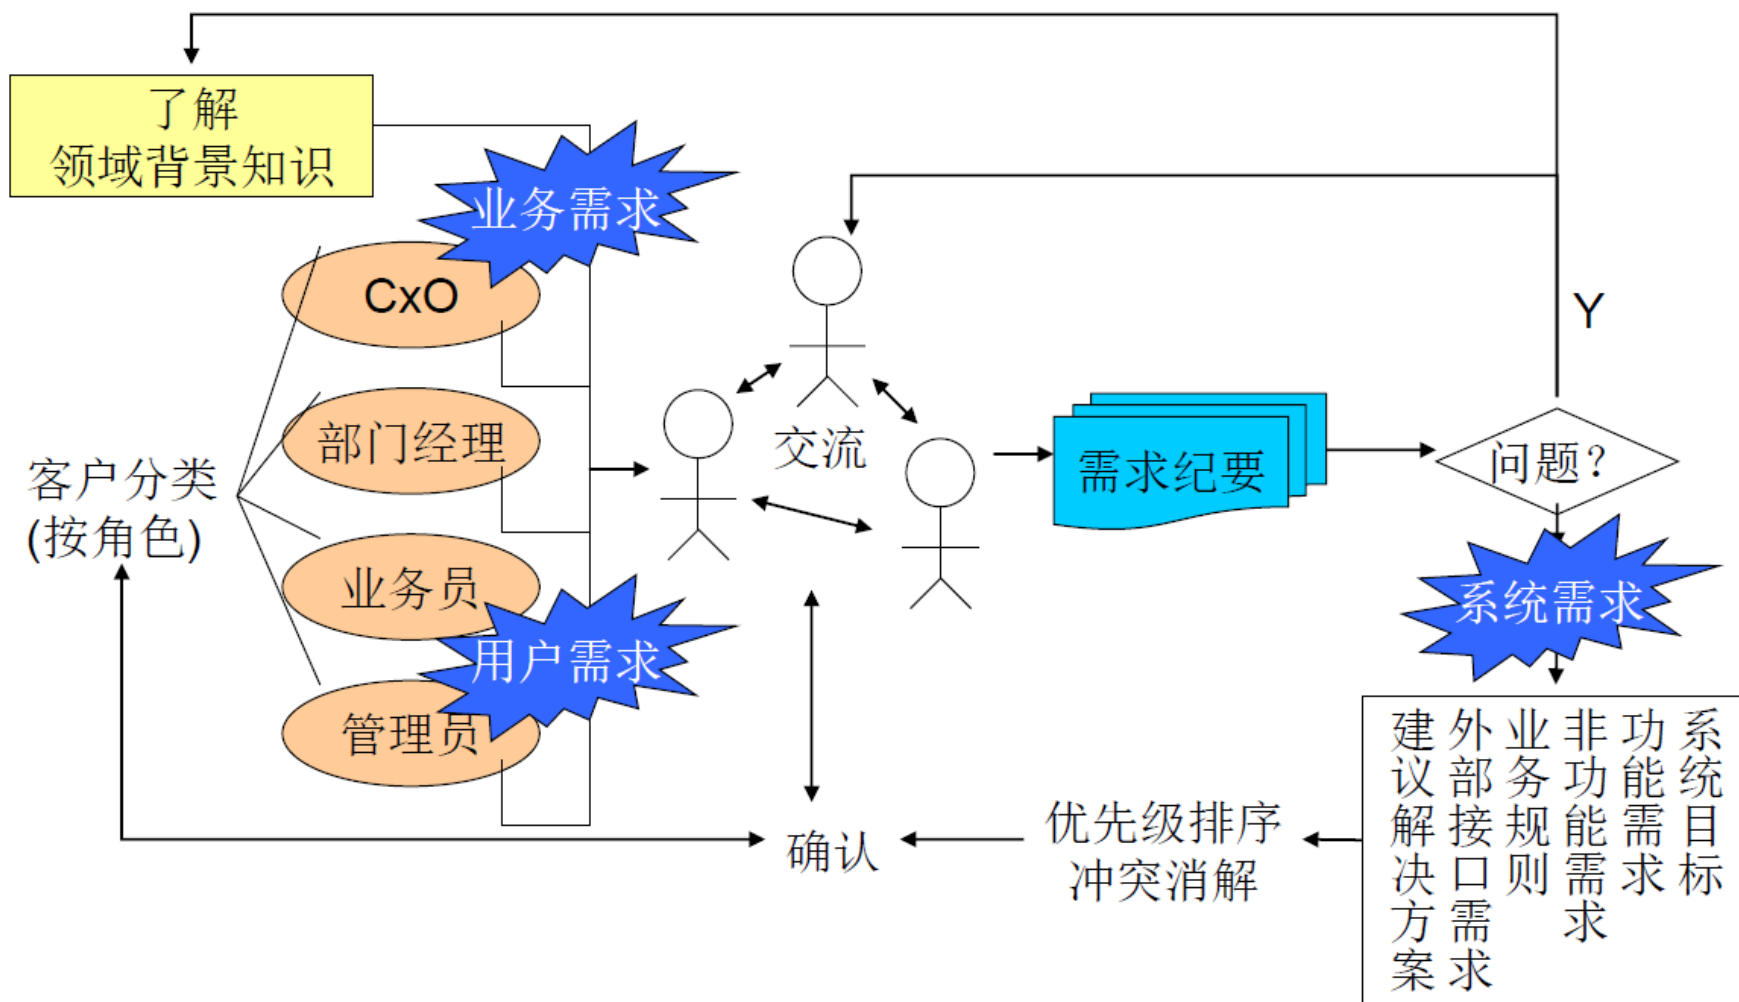 了解
领域背景知识
业务需求
CxO
部门经理
业务员
用户需求
管理员
客户分类
(按角色)
交流
需求纪要
问题?
Y
系统需求
系统目标
功能需求
非功能需求
业务规则
外部接口需求
建议解决方案
优先级排序
冲突消解
确认